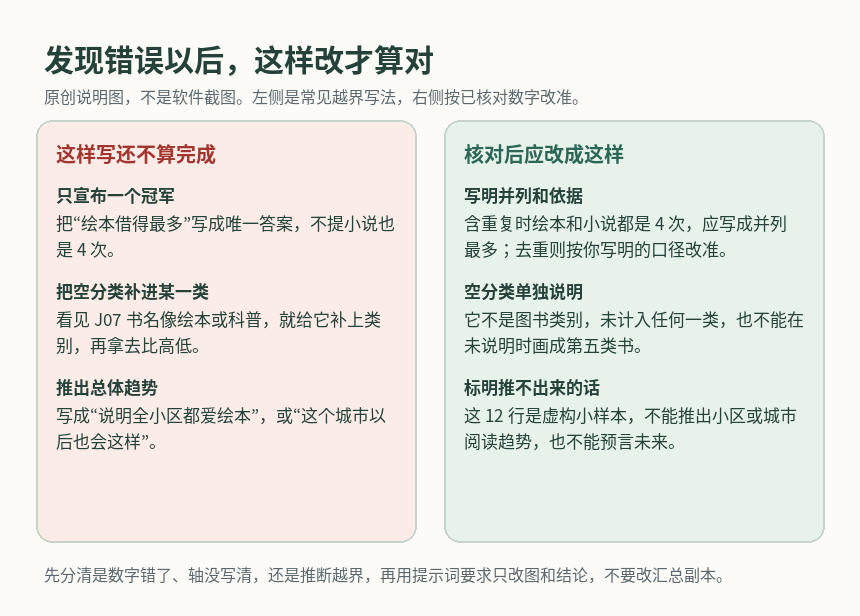 发现错误以后，这样改才算对
原创说明图，不是软件截图。左侧是常见越界写法，右侧按已核对数字改准。
这样写还不算完成
只宣布一个冠军
把“绘本借得最多”写成唯一答案，不提小说也
是 4 次。
把空分类补进某一类
看见 J07 书名像绘本或科普，就给它补上类
别，再拿去比高低。
推出总体趋势
写成“说明全小区都爱绘本”，或“这个城市以
后也会这样”。
核对后应改成这样
写明并列和依据
含重复时绘本和小说都是 4 次，应写成并列
最多；去重则按你写明的口径改准。
空分类单独说明
它不是图书类别，未计入任何一类，也不能在
未说明时画成第五类书。
标明推不出来的话
这 12 行是虚构小样本，不能推出小区或城市
阅读趋势，也不能预言未来。
先分清是数字错了、轴没写清，还是推断越界，再用提示词要求只改图和结论，不要改汇总副本。